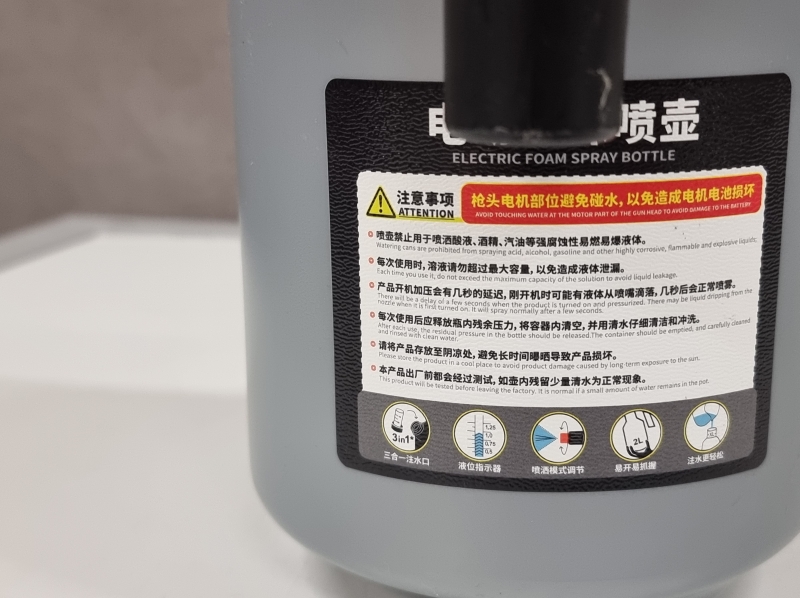 电 喷壶
ELECTRIC FOAM SPRAY BOTTLE
注意事项
ATTENTION
枪头电机部位避免碰水，以免造成电机电池损坏
AVOID TOUCHING WATER AT THE MOTOR PART OF THE GUN HEAD TO AVOID DAMAGE TO THE BATTERY
喷壶禁止用于喷洒酸液、酒精、汽油等强腐蚀性易燃易爆液体。
Watering cans are prohibited from spraying acid, alcohol, gasoline and other highly corrosive, flammable and explosive liquids;
每次使用时，溶液请勿超过最大容量，以免造成液体泄漏。
Each time you use it, do not exceed the maximum capacity of the solution to avoid liquid leakage.
产品开机加压会有几秒的延迟，刚开机时可能有液体从喷嘴滴落，几秒后会正常喷雾。
There will be a delay of a few seconds when the product is turned on and pressurized. There may be liquid dripping from the
nozzle when it is first turned on. It will spray normally after a few seconds.
每次使用后应释放瓶内残余压力，将容器内清空，并用清水仔细清洁和冲洗。
After each use, the residual pressure in the bottle should be released.The container should be emptied, and carefully cleaned
and rinsed with clean water.
请将产品存放至阴凉处，避免长时间曝晒导致产品损坏。
Please store the product in a cool place to avoid product damage caused by long-term exposure to the sun.
本产品出厂前都会经过测试，如壶内残留少量清水为正常现象。
This product will be tested before leaving the factory. It is normal if a small amount of water remains in the pot.
3in1*
1.25
1.0
0.75
0.5
2L
三合一注水口
液位指示器
喷洒模式调节
易开易抓握
注水更轻松